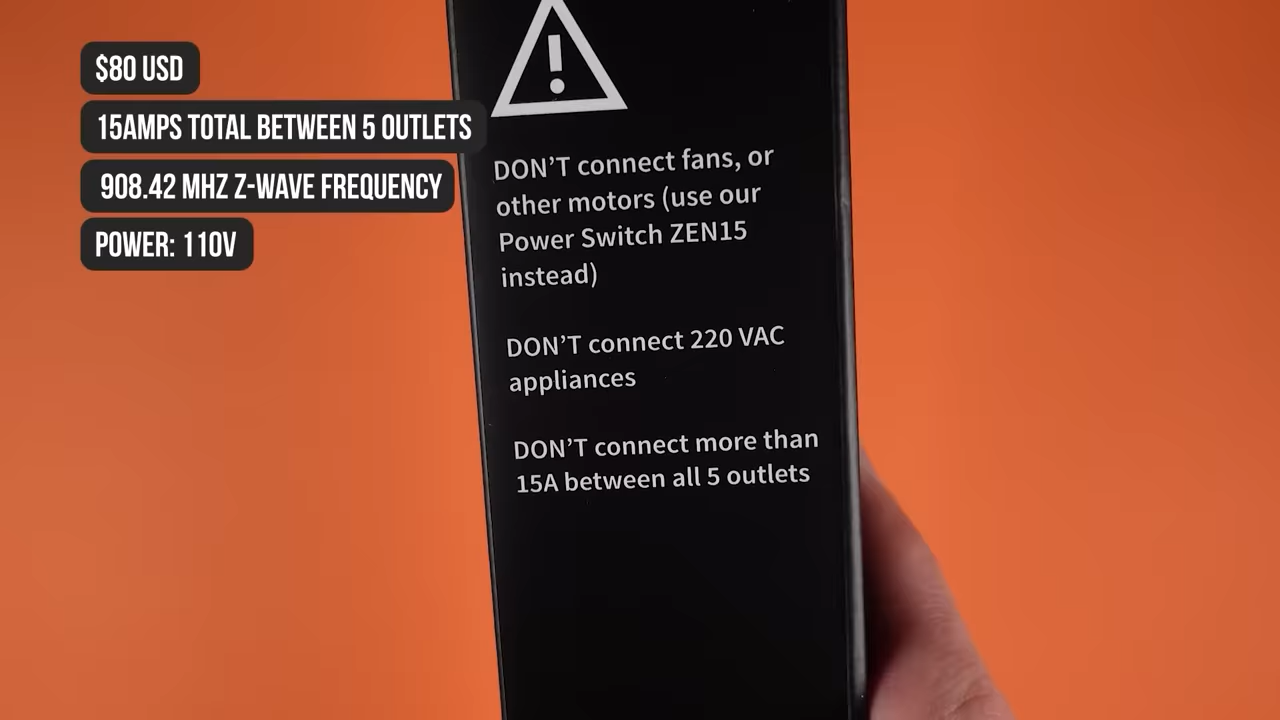 $80 USD
15AMPS TOTAL BETWEEN 5 OUTLETS
908.42 MHZ Z-WAVE FREQUENCY
POWER: 110V
DON'T connect fans, or
other motors (use our
Power Switch ZEN15
instead)
DON'T connect 220 VAC
appliances
DON'T connect more than
15A between all 5 outlets